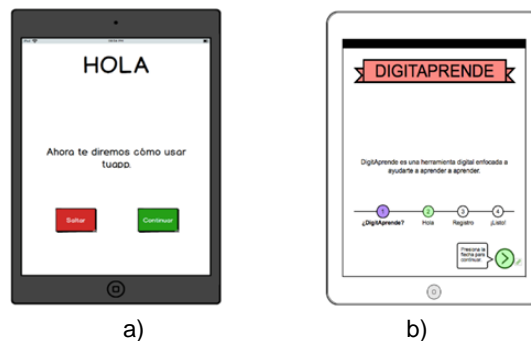 HOLA
Ahora te diremos cómo usar
tuapp.
Saltar
Continuar
a)
DIGITAPRENDE
DigitAprende es una herramienta digital enfocada a
ayudarte a aprender a aprender.
1
2
3
4
¿DigitAprende?
Hola
Registro
¡Listo!
Presiona la
flecha para
continuar.
b)